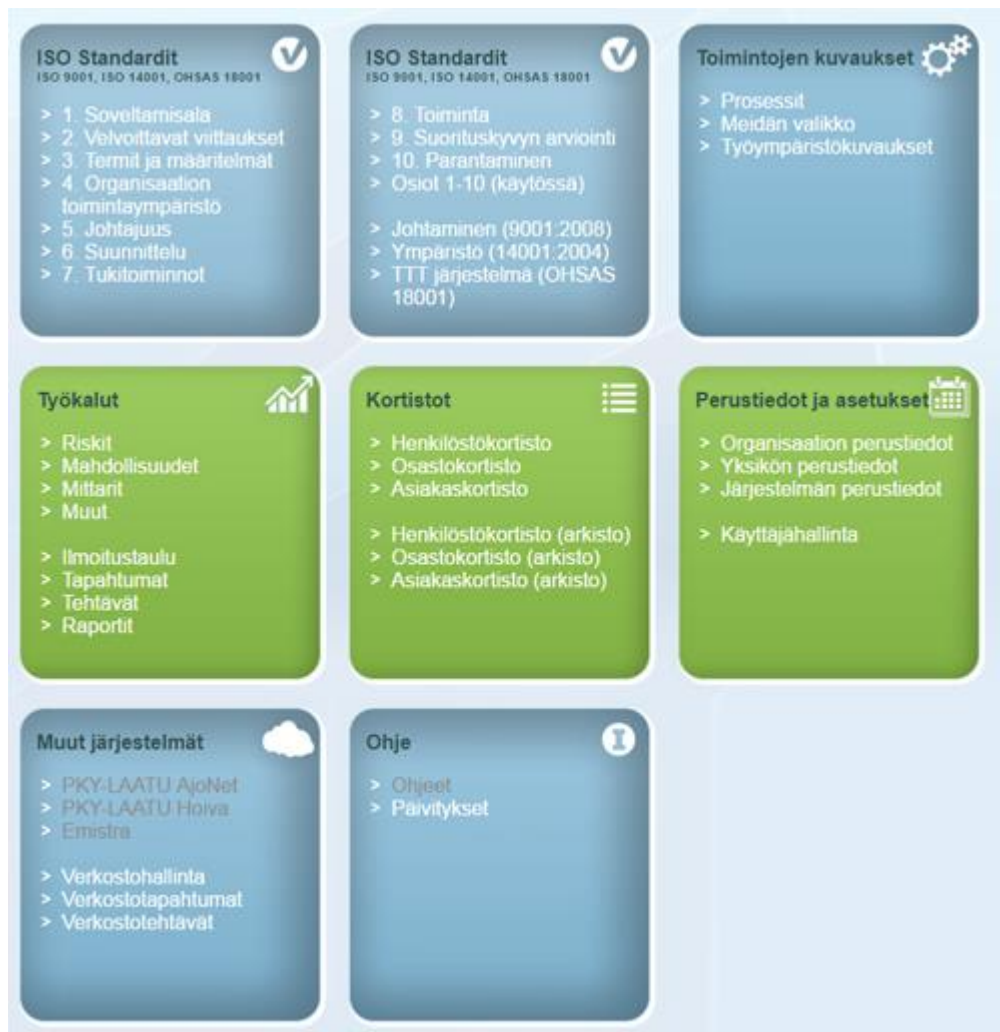 ISO Standardit
ISO 9001, ISO 14001, OHSAS 18001
> 1. Soveltamisala
> 2. Velvoittavat viittaukset
> 3. Termit ja määritelmät
> 4. Organisaation
toimintaympäristö
> 5. Johtajuus
> 6. Suunnittelu
> 7. Tukitoiminnot
ISO Standardit
ISO 9001, ISO 14001, OHSAS 18001
> 8. Toiminta
> 9. Suorituskyvyn arviointi
> 10. Parantaminen
> Osiot 1-10 (käytössä)
> Johtaminen (9001:2008)
> Ympäristö (14001:2004)
> TTT järjestelmä (OHSAS
18001)
Toimintojen kuvaukset
> Prosessit
> Meidän valikko
> Työympäristökuvaukset
Työkalut
> Riskit
> Mahdollisuudet
> Mittarit
> Muut
> Ilmoitustaulu
> Tapahtumat
> Tehtävät
> Raportit
Kortistot
> Henkilöstökortisto
> Osastokortisto
> Asiakaskortisto
> Henkilöstökortisto (arkisto)
> Osastokortisto (arkisto)
> Asiakaskortisto (arkisto)
Perustiedot ja asetukset
> Organisaation perustiedot
> Yksikön perustiedot
> Järjestelmän perustiedot
> Käyttäjähallinta
Muut järjestelmät
> PKY-LAATU AjoNet
> PKY-LAATU Hoiva
> Emistra
> Verkostohallinta
> Verkostotapahtumat
> Verkostotehtävät
Ohje
> Ohjeet
> Päivitykset